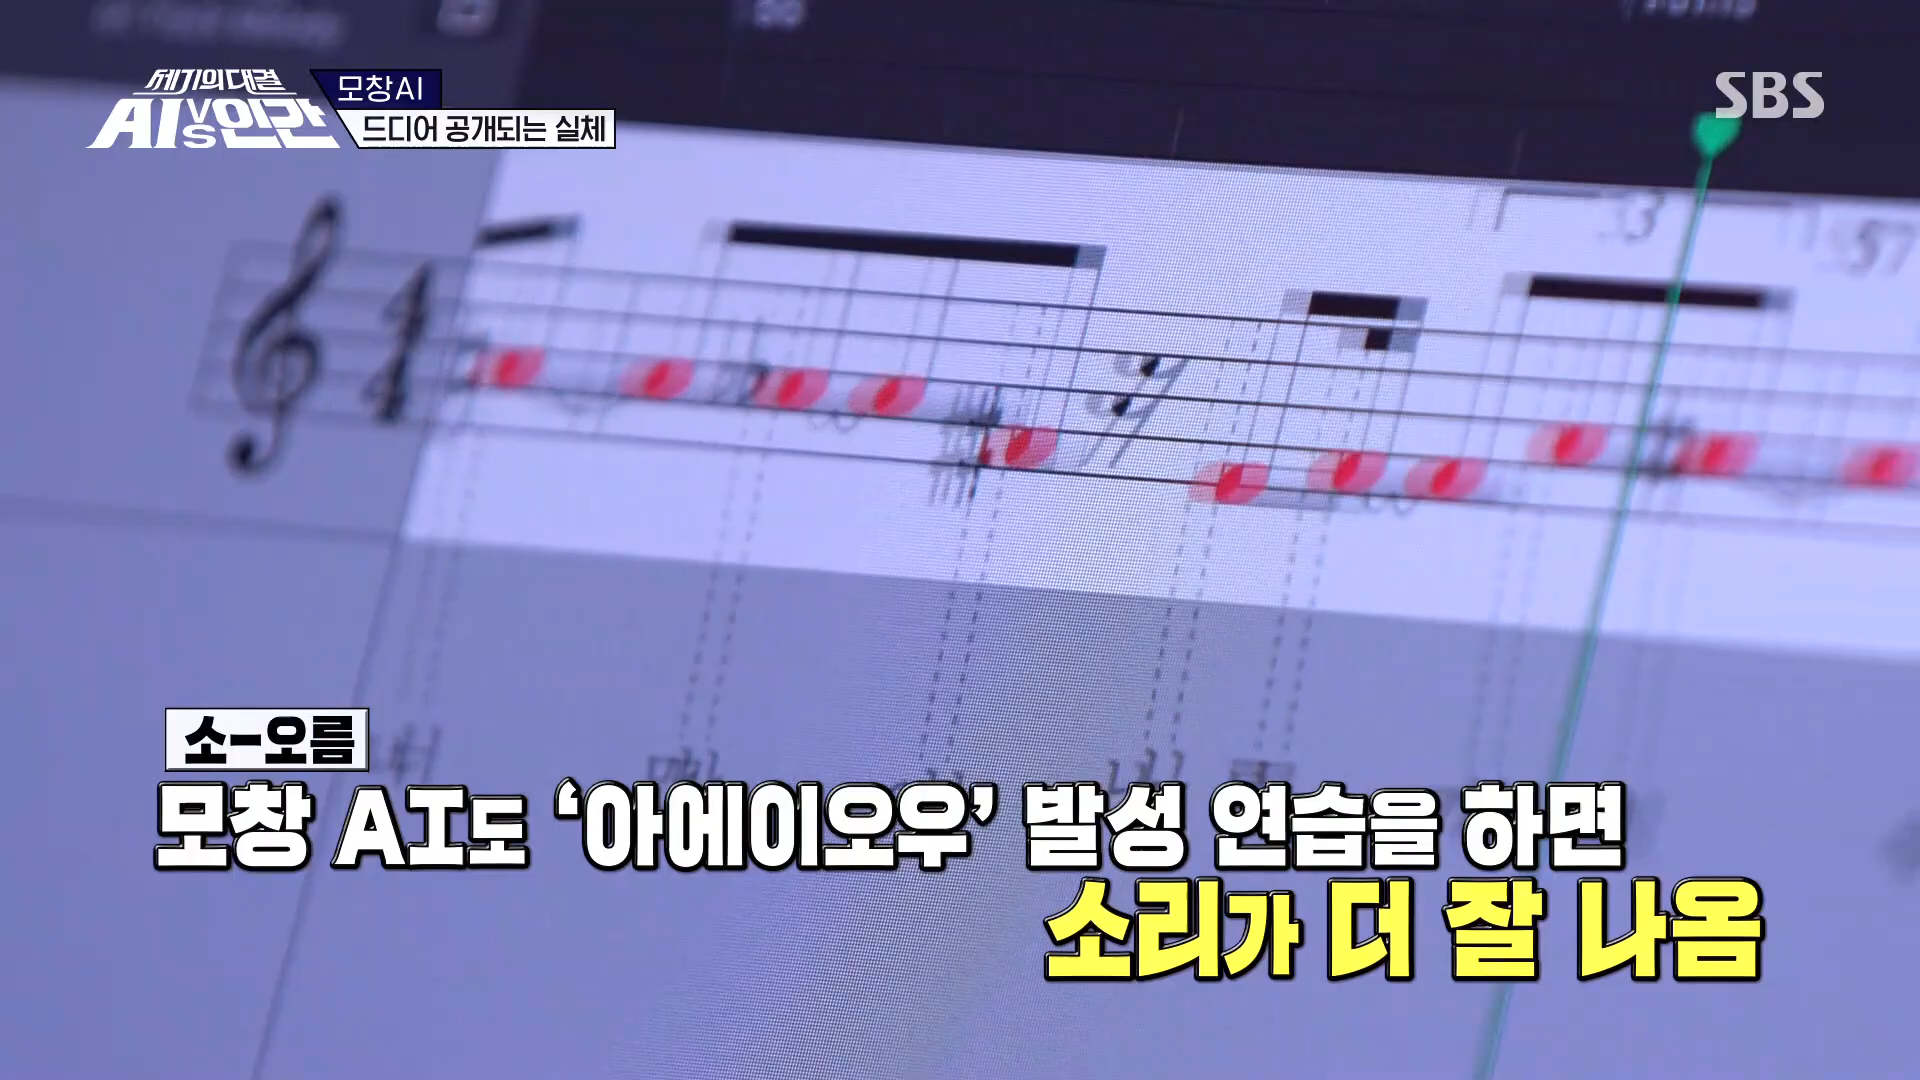 세기의 대결
AI VS 인간
모창AI
드디어 공개되는 실체
SBS
3
소-오름
모창 AI도 ‘아에이오우’ 발성 연습을 하면
소리가 더 잘 나옴